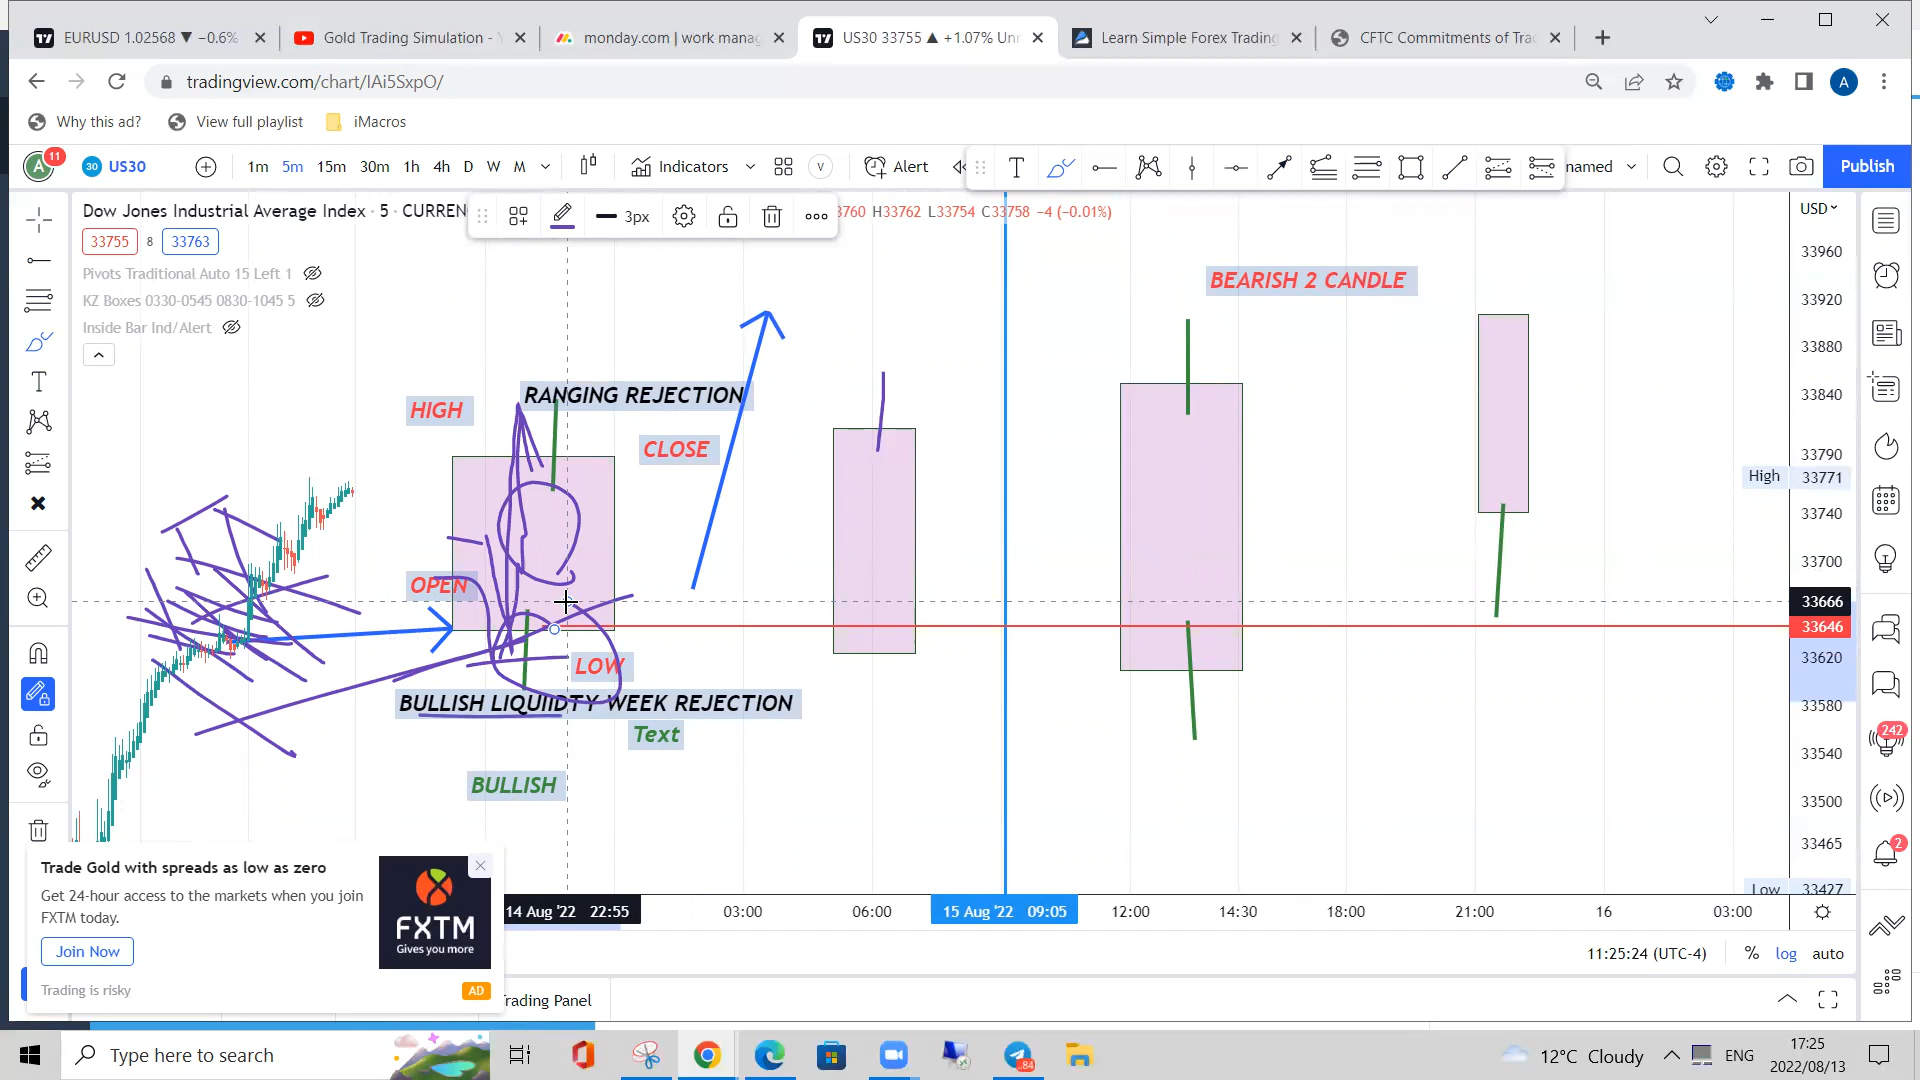 EURUSD 1.02568 ▼ −0.6%
Gold Trading Simulation - Y
monday.com | work manag
US30 33755 ▲ +1.07% Unn
Learn Simple Forex Trading
CFTC Commitments of Trad
tradingview.com/chart/lAi5SxpO/
A
Why this ad?
View full playlist
iMacros
A
11
30
US30
1m
5m
15m
30m
1h
4h
D
W
M
Indicators
V
Alert
T
named
Publish
Dow Jones Industrial Average Index · 5 · CURREN
3px
3760 H33762 L33754 C33758 −4 (−0.01%)
USD
33755
8
33763
Pivots Traditional Auto 15 Left 1
KZ Boxes 0330-0545 0830-1045 5
Inside Bar Ind/Alert
BEARISH 2 CANDLE
RANGING REJECTION
HIGH
CLOSE
OPEN
LOW
BULLISH LIQUIIDTY WEEK REJECTION
Text
BULLISH
33960
33920
33880
33840
33790
High 33771
33740
33700
33666
33646
33620
33580
33540
33500
33465
Low 33427
242
2
Trade Gold with spreads as low as zero
Get 24-hour access to the markets when you join
FXTM today.
Join Now
Trading is risky
AD
FXTM
Gives you more
14 Aug '22 22:55
03:00
06:00
15 Aug '22 09:05
12:00
14:30
18:00
21:00
16
03:00
11:25:24 (UTC-4)
%
log
auto
rading Panel
Type here to search
84
12°C Cloudy
ENG
17:25
2022/08/13